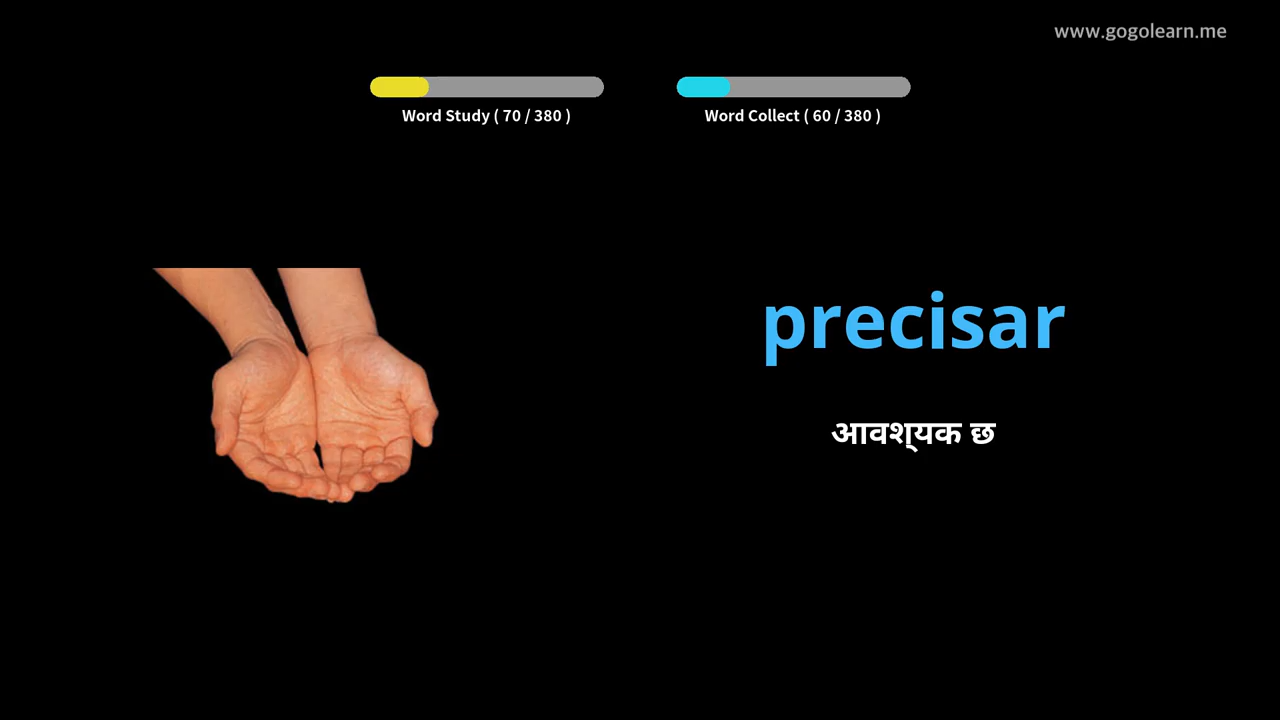 www.gogolearn.me
Word Study ( 70 / 380 )
Word Collect ( 60 / 380 )
precisar
आवश्यक छ